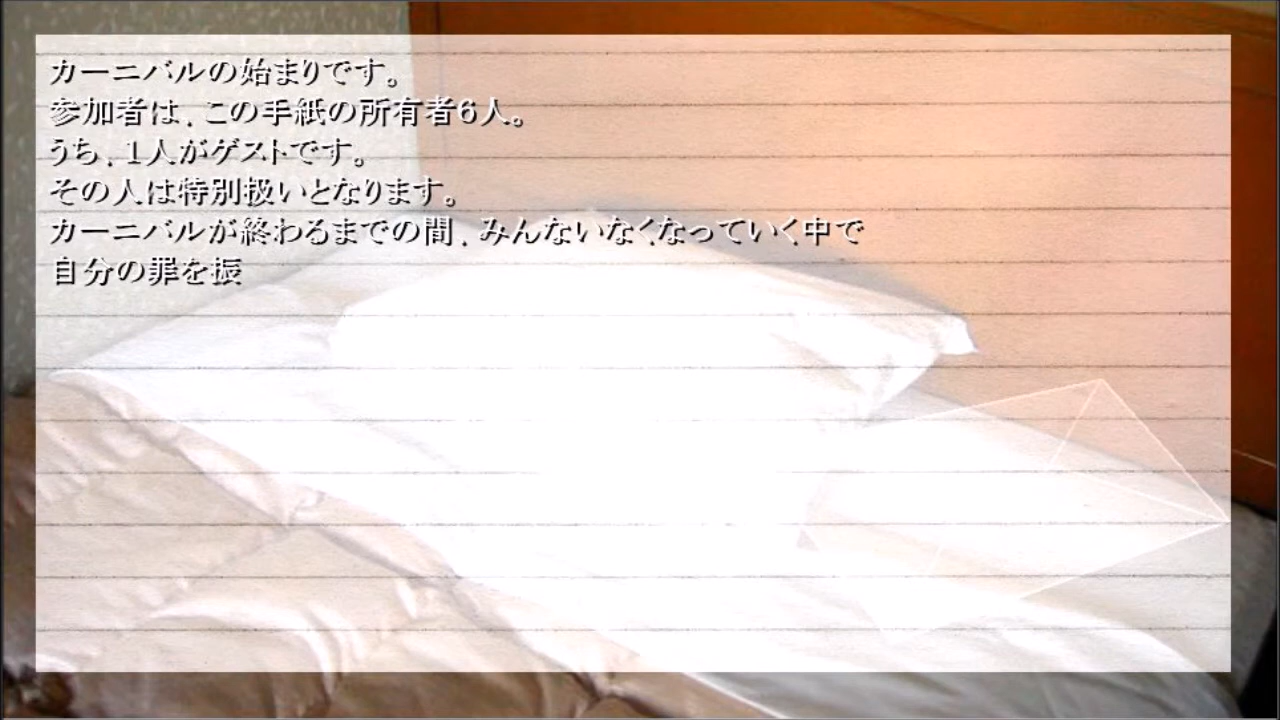 カーニバルの始まりです。
参加者は、この手紙の所有者6人。
うち、1人がゲストです。
その人は特別扱いとなります。
カーニバルが終わるまでの間、みんないなくなっていく中で
自分の罪を振